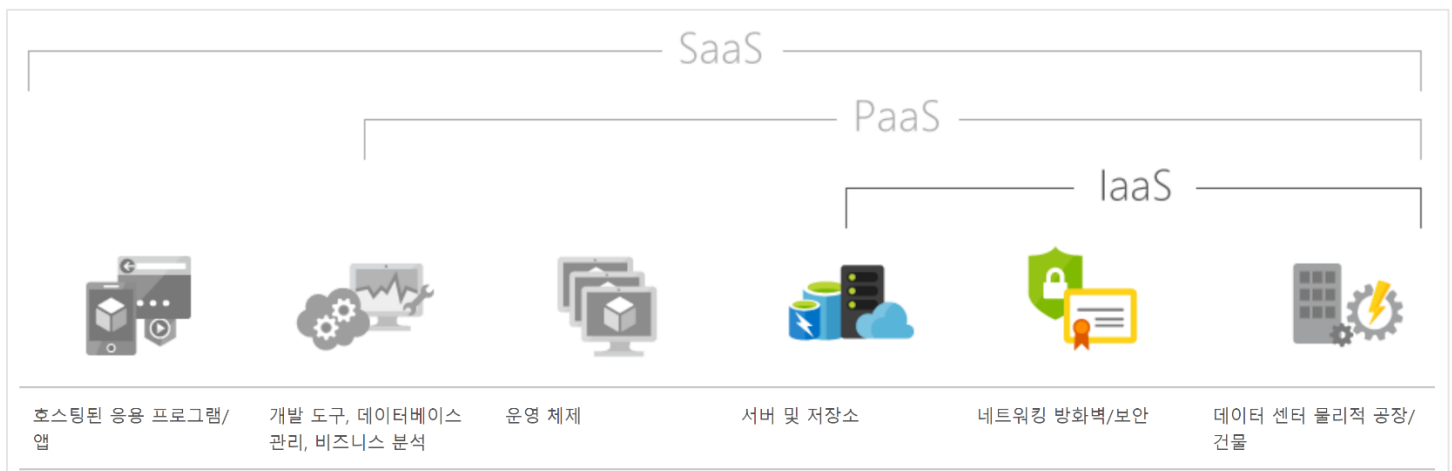 SaaS
PaaS
IaaS
호스팅된 응용 프로그램/
앱
개발 도구, 데이터베이스
관리, 비즈니스 분석
운영 체제
서버 및 저장소
네트워킹 방화벽/보안
데이터 센터 물리적 공장/
건물